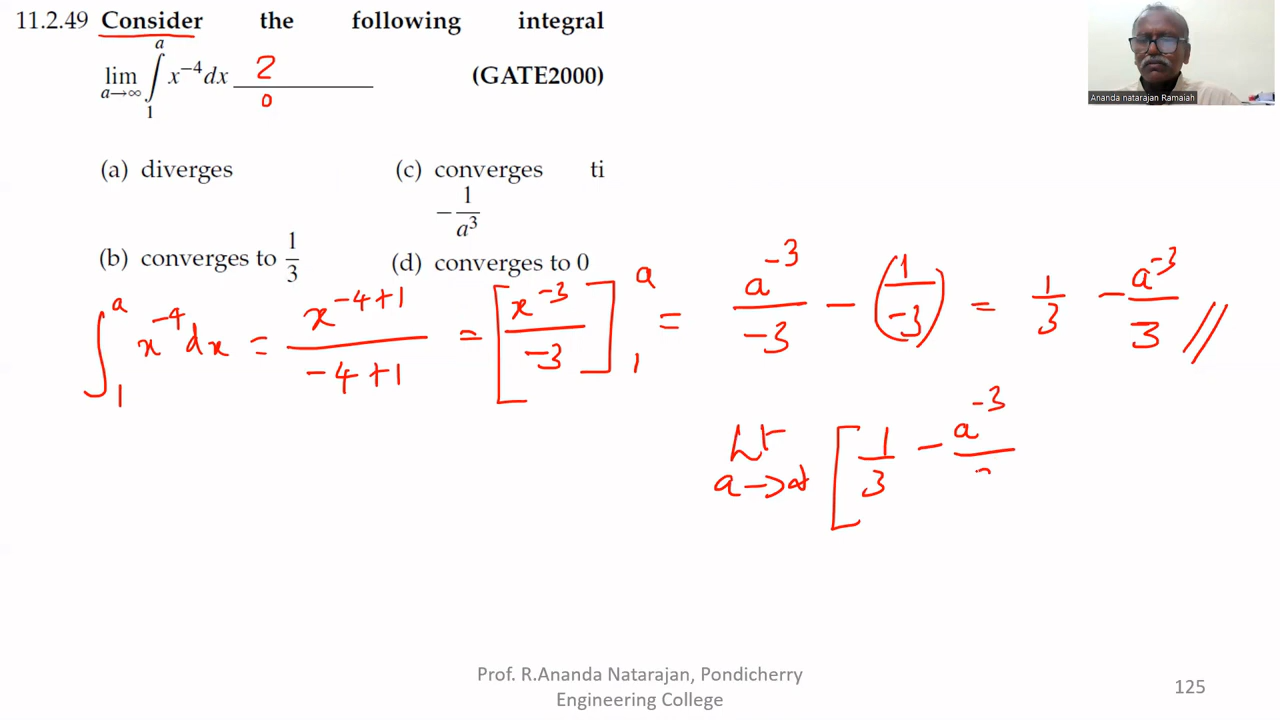 11.2.49 Consider the following integral
lim a→∞ ∫₁ᵃ x⁻⁴dx ______ (GATE2000)
2
0
(a) diverges
(c) converges ti
-1/a³
(b) converges to 1/3
(d) converges to 0
∫₁ᵃ x⁻⁴dx = x⁻⁴⁺¹/-4+1 = [x⁻³/-3]₁ᵃ = a⁻³/-3 - (1/-3) = 1/3 - a⁻³/3 //
Lt a→∞ [1/3 - a⁻³/
Ananda natarajan Ramaiah
Prof. R.Ananda Natarajan, Pondicherry
Engineering College
125